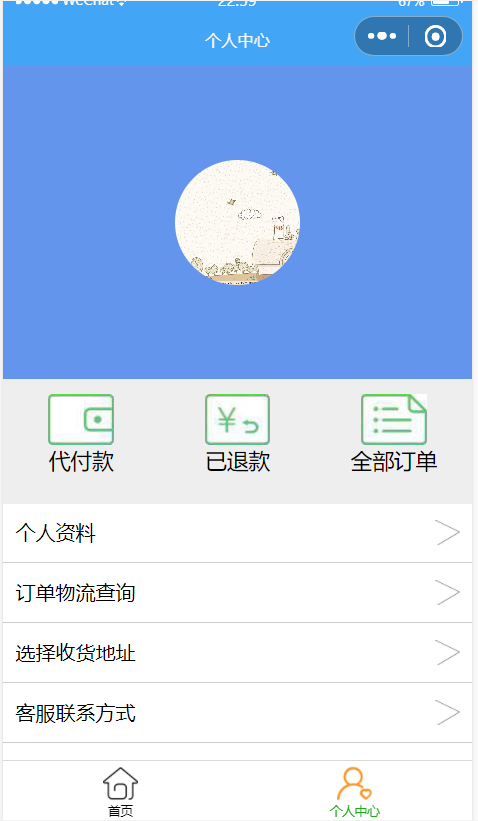 WeChat 22:59 67%
个人中心
代付款 已退款 全部订单
个人资料
订单物流查询
选择收货地址
客服联系方式
首页 个人中心